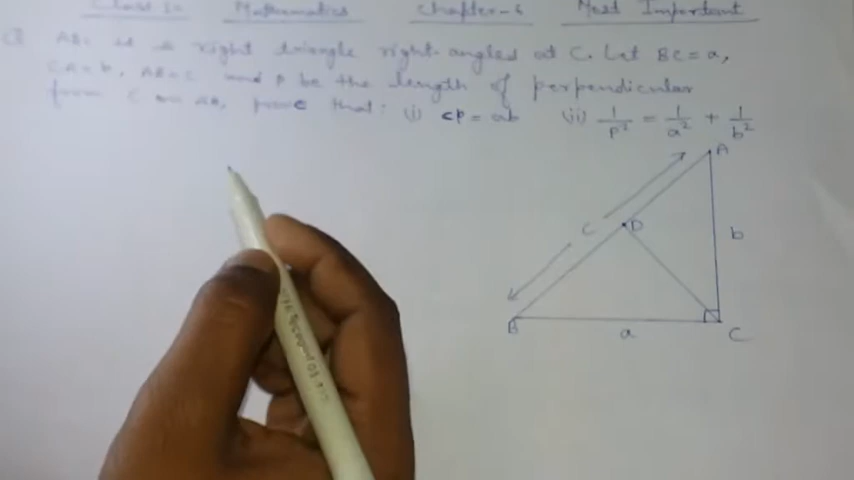 Class 10 Mathematics Chapter-6 Most Important
ABC is a right triangle right-angled at C. Let BC = a,
CA = b, AB = c and p be the length of perpendicular
from C on AB, prove that: (i) cp = ab (ii) 1/p² = 1/a² + 1/b²
A
D
C
b
B
a
C